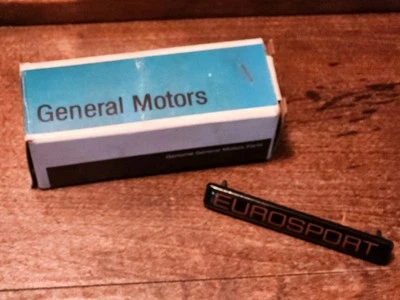 General Motors
Genuine General Motors Parts
EUROSPORT